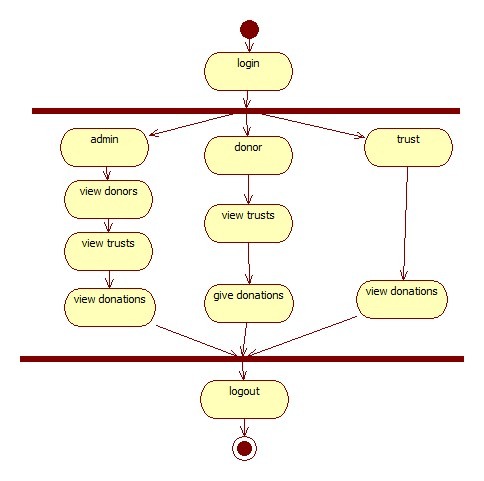 login
admin
donor
trust
view donors
view trusts
view trusts
view donations
give donations
view donations
logout